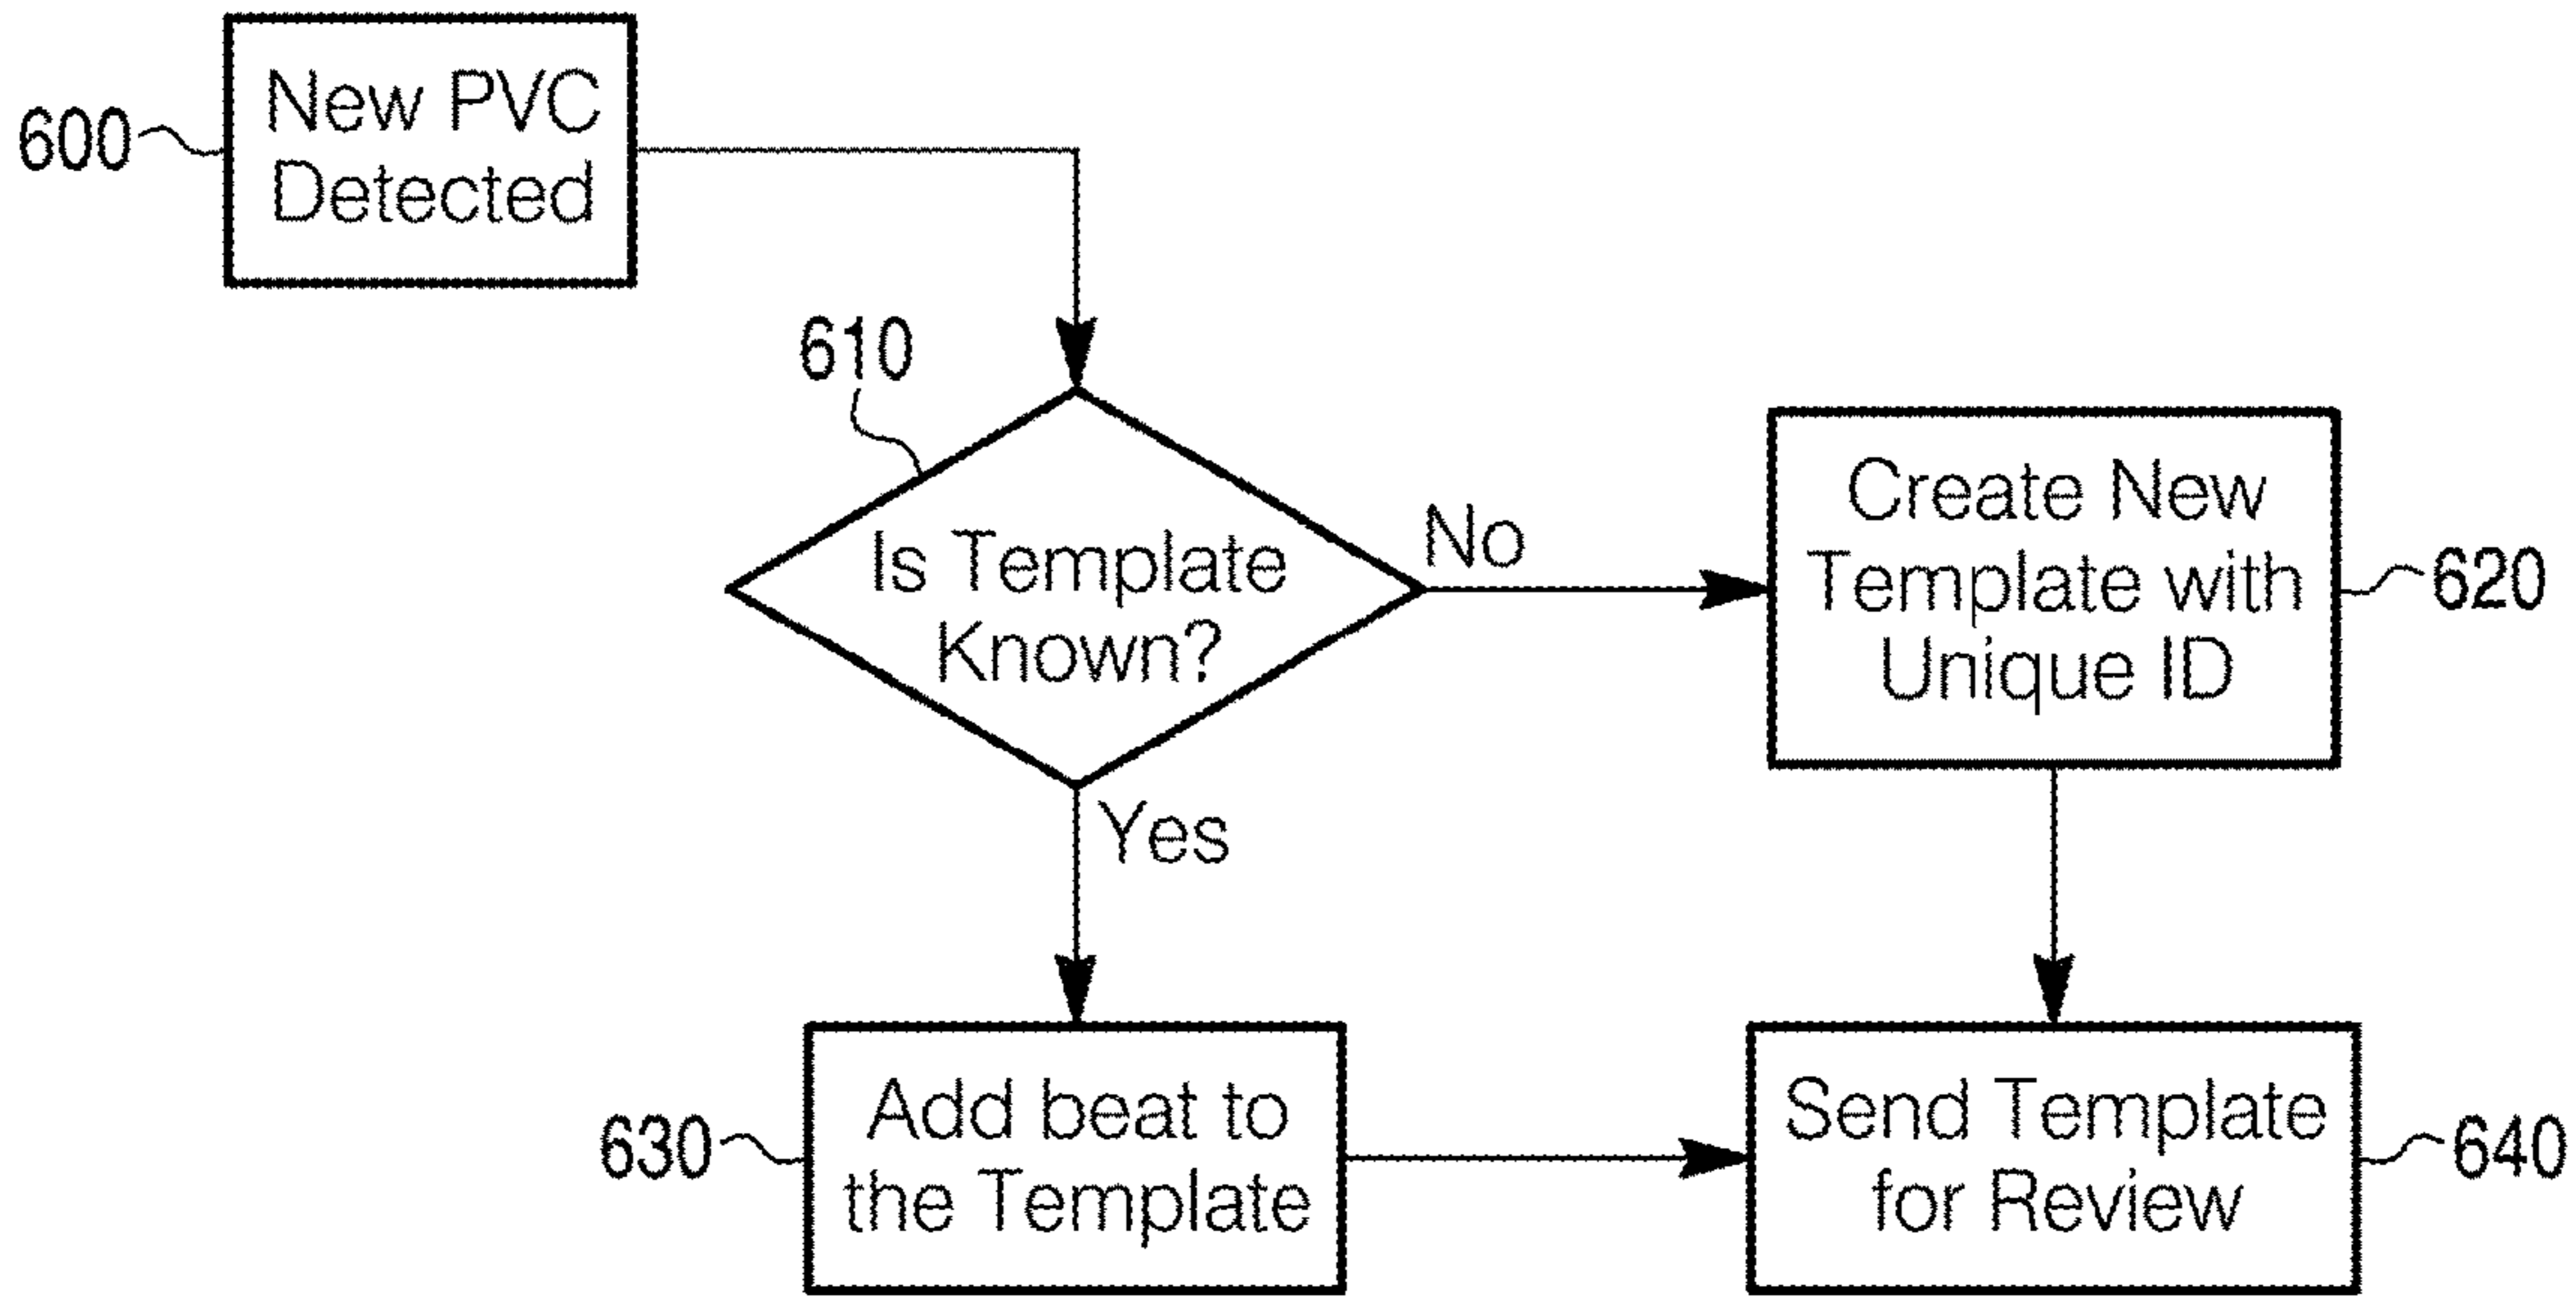 600
New PVC
Detected
610
Is Template
Known?
No
Create New
Template with
Unique ID
620
Yes
630
Add beat to
the Template
Send Template
for Review
640